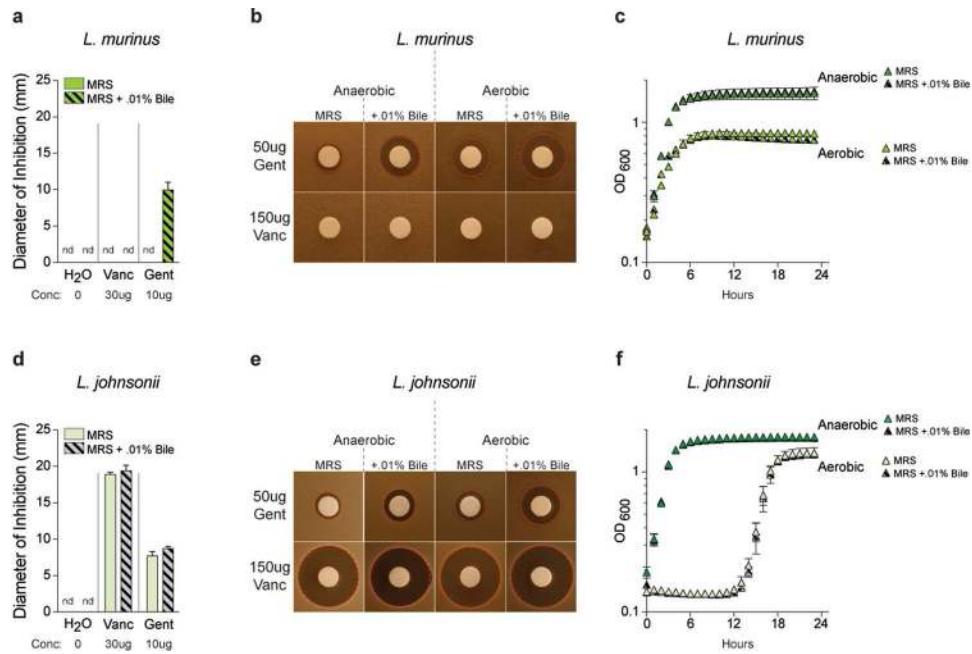 a
L. murinus
Diameter of Inhibition (mm)
25
20
15
10
5
0
MRS
MRS + .01% Bile
nd nd nd nd nd
H2O Vanc Gent
Conc: 0 30ug 10ug
b
L. murinus
Anaerobic Aerobic
MRS +.01% Bile MRS +.01% Bile
50ug
Gent
150ug
Vanc
c
L. murinus
OD600
1
0.1
Anaerobic
MRS
MRS +.01% Bile
Aerobic
MRS
MRS +.01% Bile
0 6 12 18 24
Hours
d
L. johnsonii
Diameter of Inhibition (mm)
25
20
15
10
5
0
MRS
MRS + .01% Bile
nd nd
H2O Vanc Gent
Conc: 0 30ug 10ug
e
L. johnsonii
Anaerobic Aerobic
MRS +.01% Bile MRS +.01% Bile
50ug
Gent
150ug
Vanc
f
L. johnsonii
OD600
1
0.1
Anaerobic
MRS
MRS +.01% Bile
Aerobic
MRS
MRS +.01% Bile
0 6 12 18 24
Hours